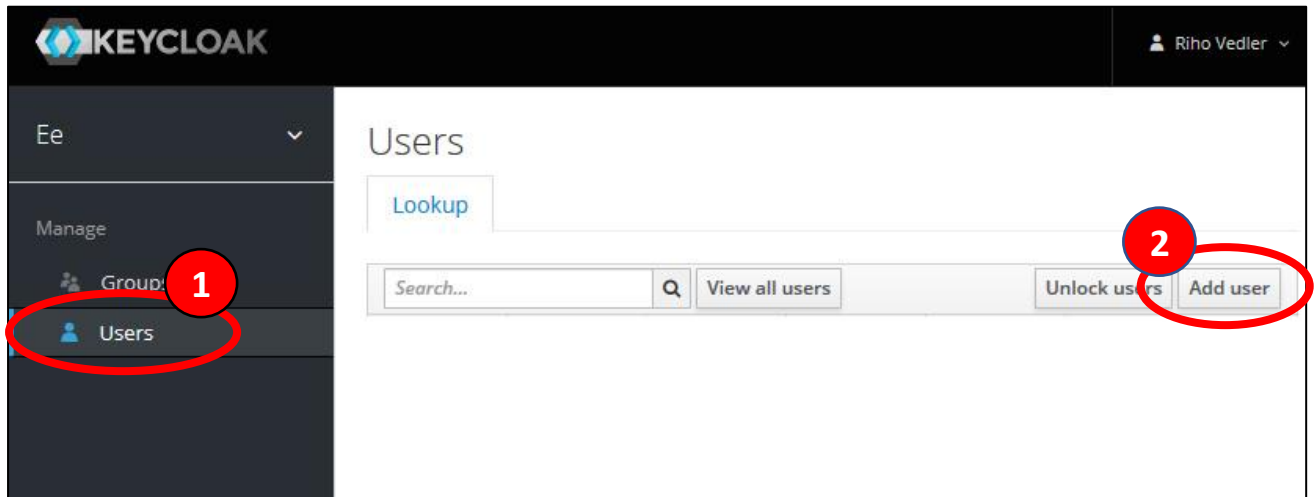 KEYCLOAK
Riho Vedler
Ee
Users
Lookup
Manage
2
Groups
1
Search...
View all users
Unlock users
Add user
Users